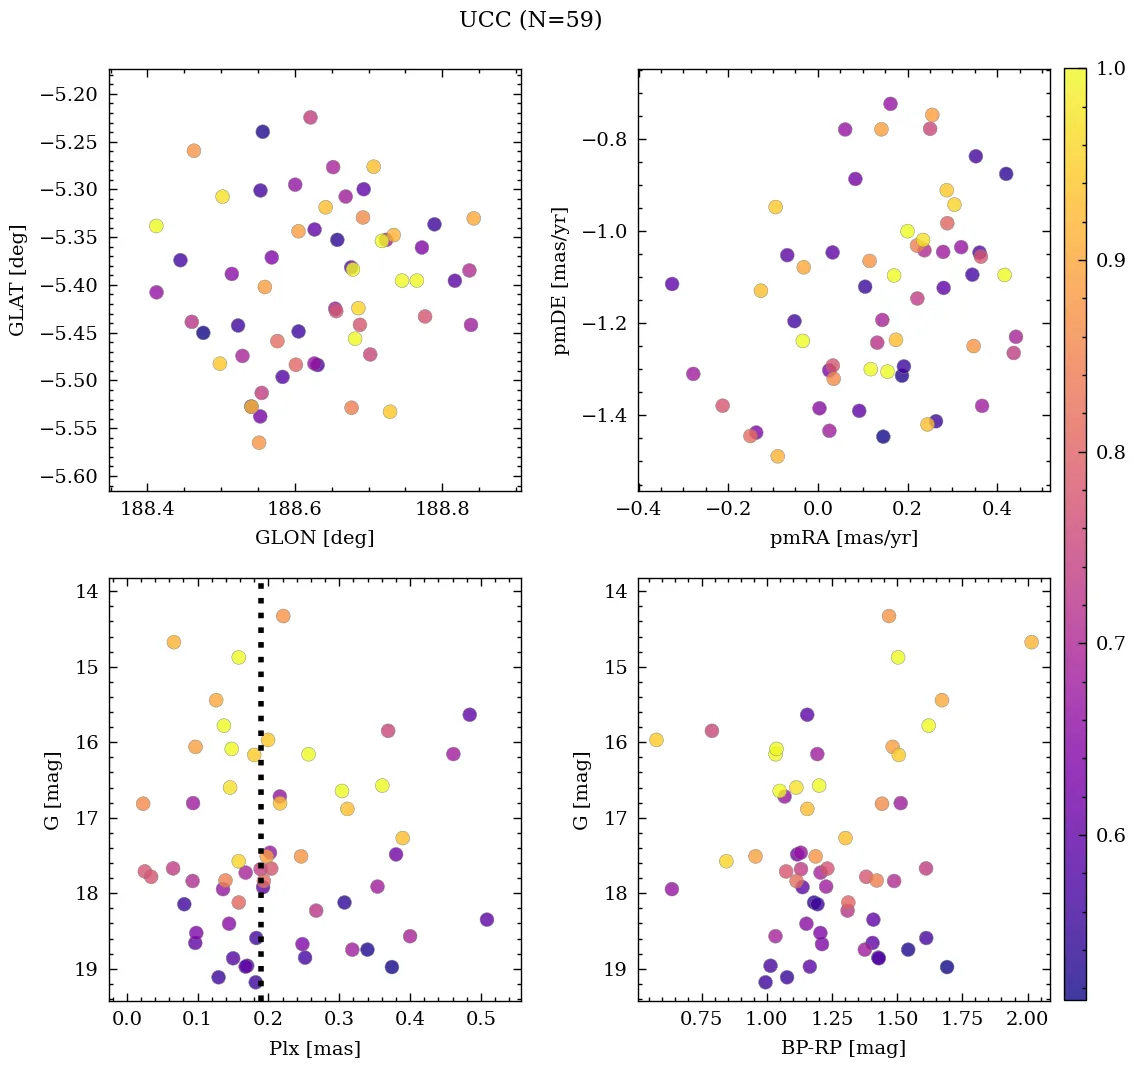 UCC (N=59)
−5.20
−5.25
−5.30
−5.35
−5.40
−5.45
−5.50
−5.55
−5.60
GLAT [deg]
188.4 188.6 188.8
GLON [deg]
−0.8
−1.0
−1.2
−1.4
pmDE [mas/yr]
−0.4 −0.2 0.0 0.2 0.4
pmRA [mas/yr]
1.0
0.9
0.8
0.7
0.6
14
15
16
17
18
19
G [mag]
0.0 0.1 0.2 0.3 0.4 0.5
Plx [mas]
14
15
16
17
18
19
G [mag]
0.75 1.00 1.25 1.50 1.75 2.00
BP-RP [mag]